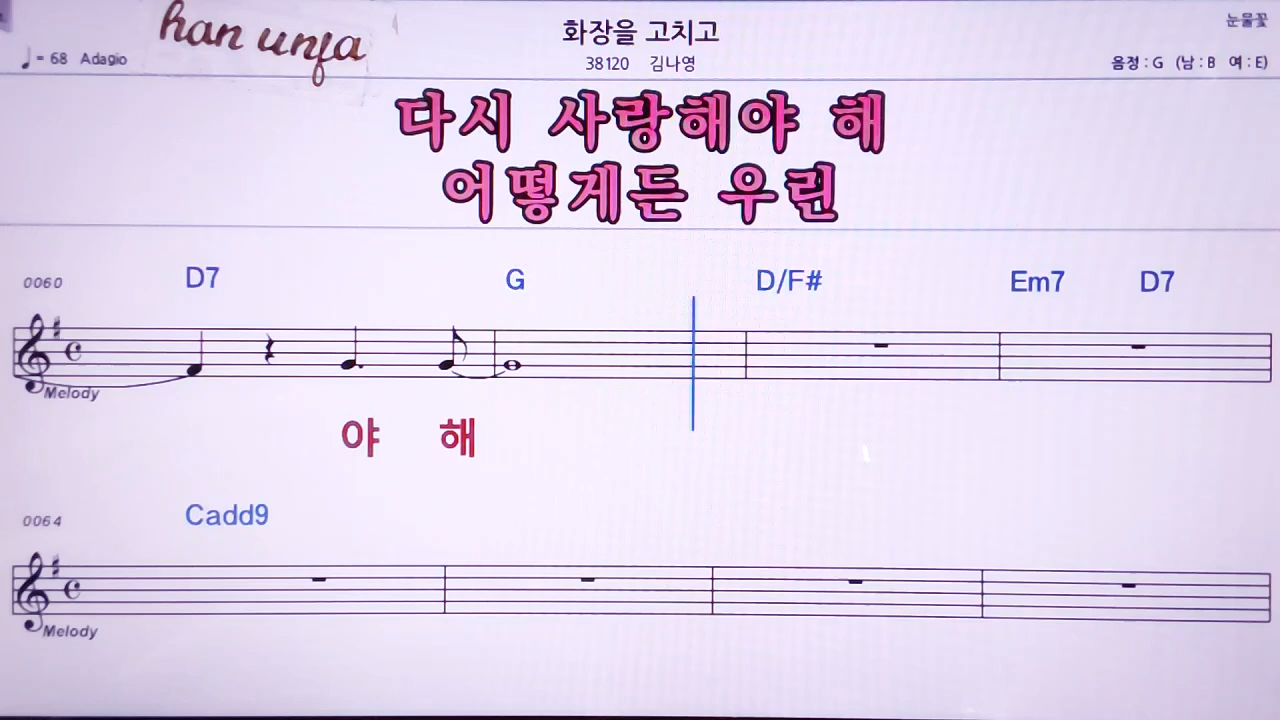 han unja
화장을 고치고
눈물꽃
♩ = 68 Adagio
38120 김나영
음정 : G (남 : B 여 : E)
다시 사랑해야 해
어떻게든 우린
0060 D7 G D/F# Em7 D7
Melody
야 해
0064 Cadd9
Melody